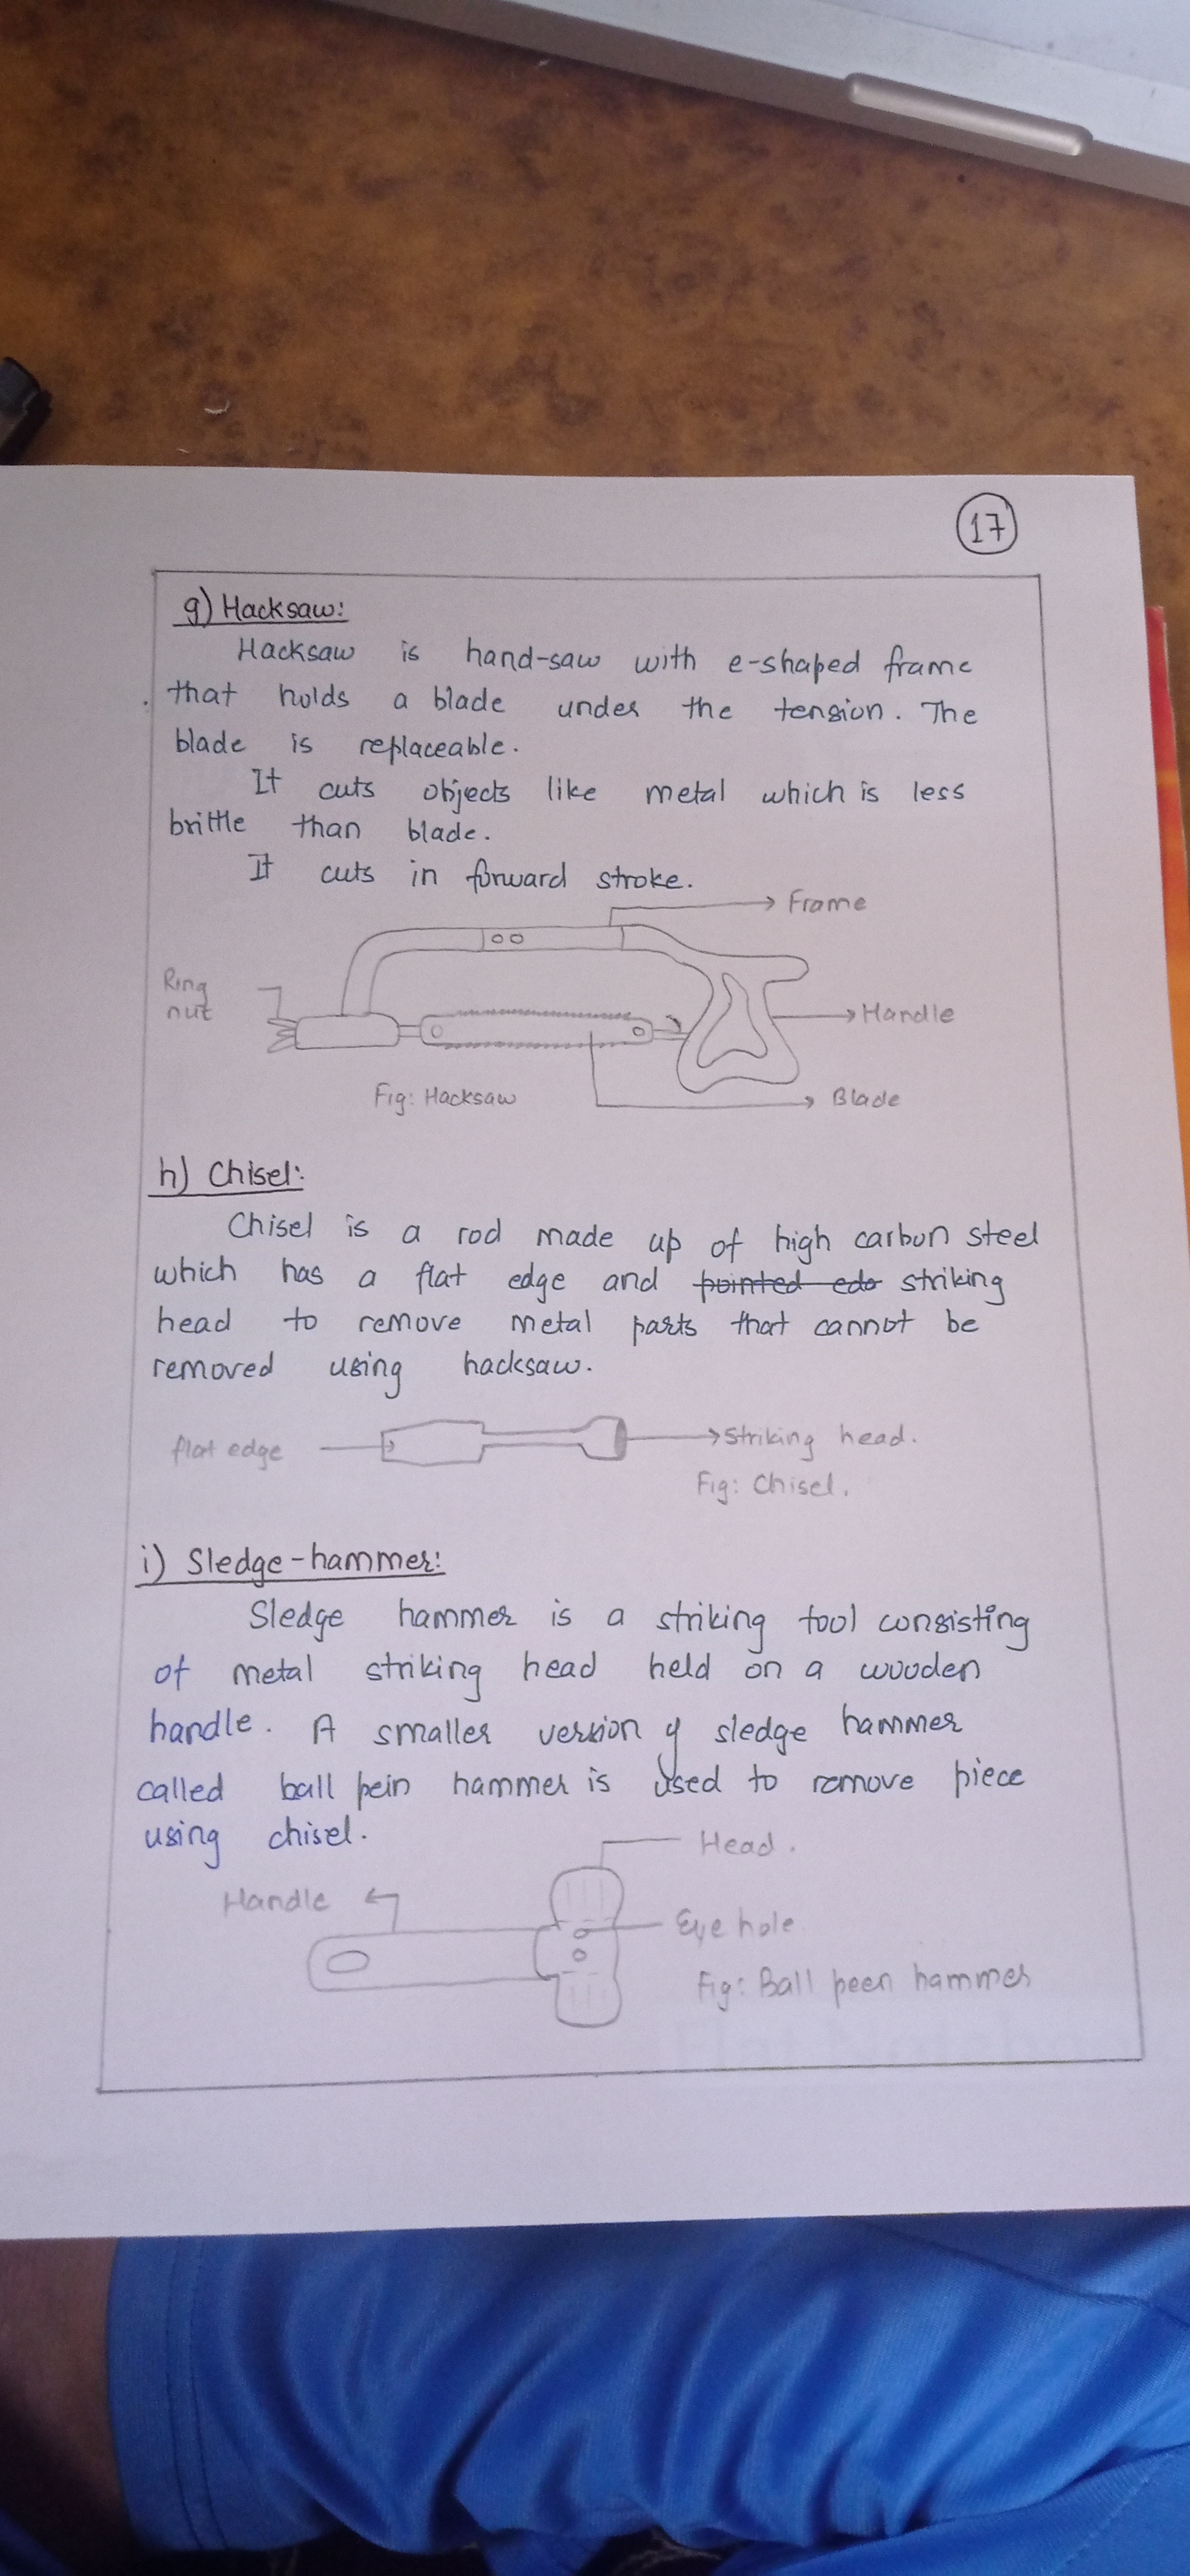 17
g) Hacksaw:
Hacksaw is hand-saw with e-shaped frame
that holds a blade under the tension. The
blade is replaceable.
It cuts objects like metal which is less
brittle than blade.
It cuts in forward stroke.
Frame
Ring
nut
Handle
Fig: Hacksaw
Blade
h) Chisel:
Chisel is a rod made up of high carbon steel
which has a flat edge and pointed edo striking
head to remove metal parts that cannot be
removed using hacksaw.
flat edge
Striking head.
Fig: Chisel.
i) Sledge-hammer:
Sledge hammer is a striking tool consisting
of metal striking head held on a wooden
handle. A smaller version of sledge hammer
called ball pein hammer is used to remove piece
using chisel.
Head.
Handle
Eye hole
Fig: Ball peen hammer